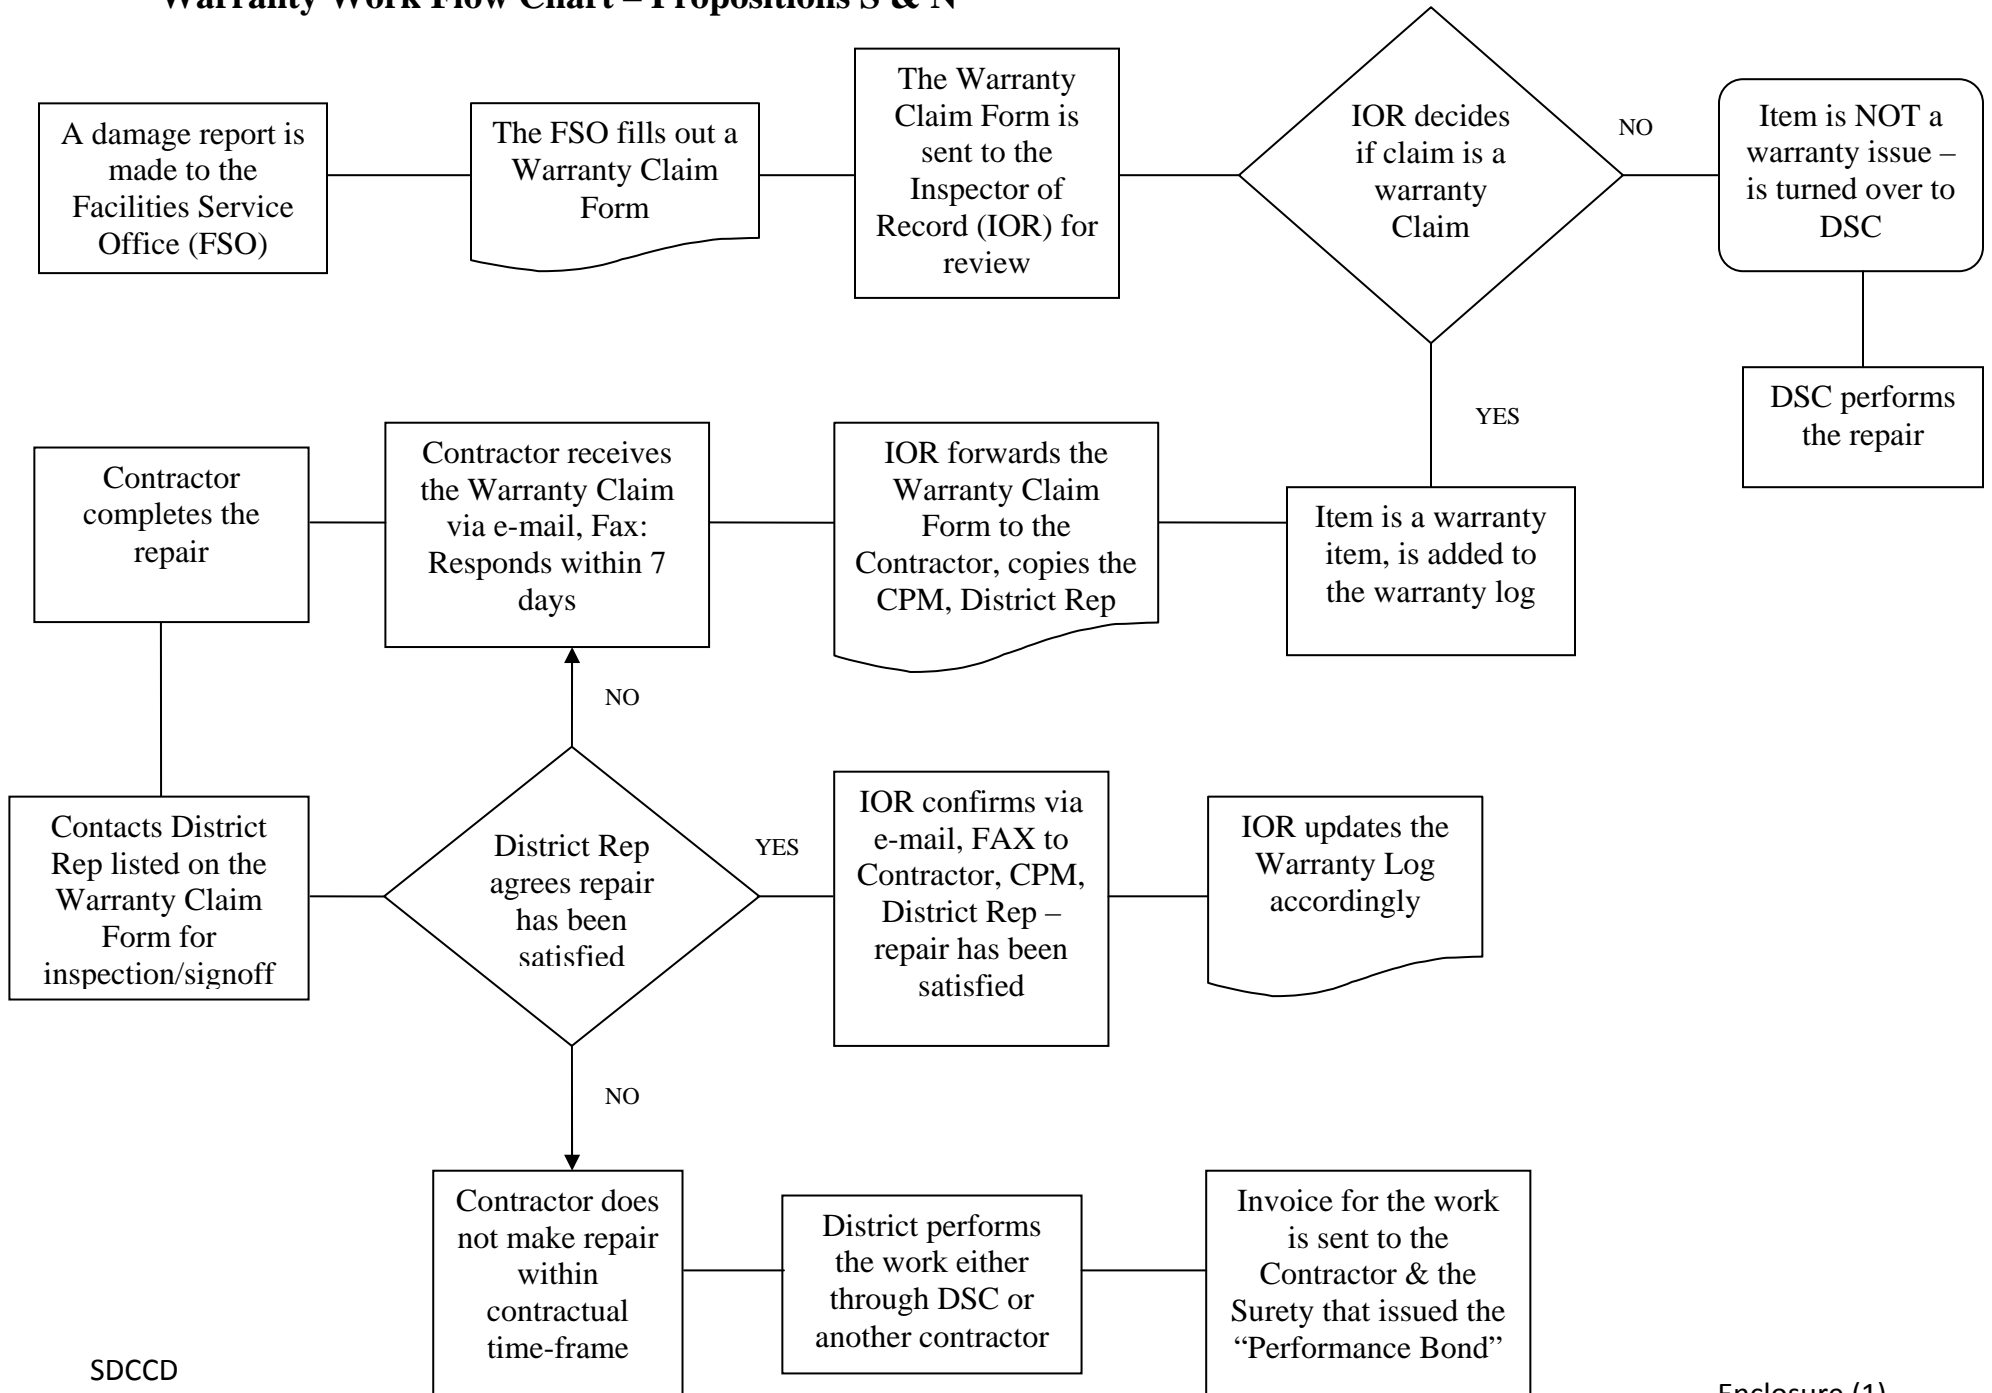 Warranty Work Flow Chart – Propositions S & N
A damage report is
made to the
Facilities Service
Office (FSO)
The FSO fills out a
Warranty Claim
Form
The Warranty
Claim Form is
sent to the
Inspector of
Record (IOR) for
review
IOR decides
if claim is a
warranty
Claim
NO
Item is NOT a
warranty issue –
is turned over to
DSC
DSC performs
the repair
YES
Item is a warranty
item, is added to
the warranty log
IOR forwards the
Warranty Claim
Form to the
Contractor, copies the
CPM, District Rep
Contractor receives
the Warranty Claim
via e-mail, Fax:
Responds within 7
days
Contractor
completes the
repair
NO
Contacts District
Rep listed on the
Warranty Claim
Form for
inspection/signoff
District Rep
agrees repair
has been
satisfied
YES
IOR confirms via
e-mail, FAX to
Contractor, CPM,
District Rep –
repair has been
satisfied
IOR updates the
Warranty Log
accordingly
NO
Contractor does
not make repair
within
contractual
time-frame
District performs
the work either
through DSC or
another contractor
Invoice for the work
is sent to the
Contractor & the
Surety that issued the
“Performance Bond”
SDCCD
Enclosure (1)